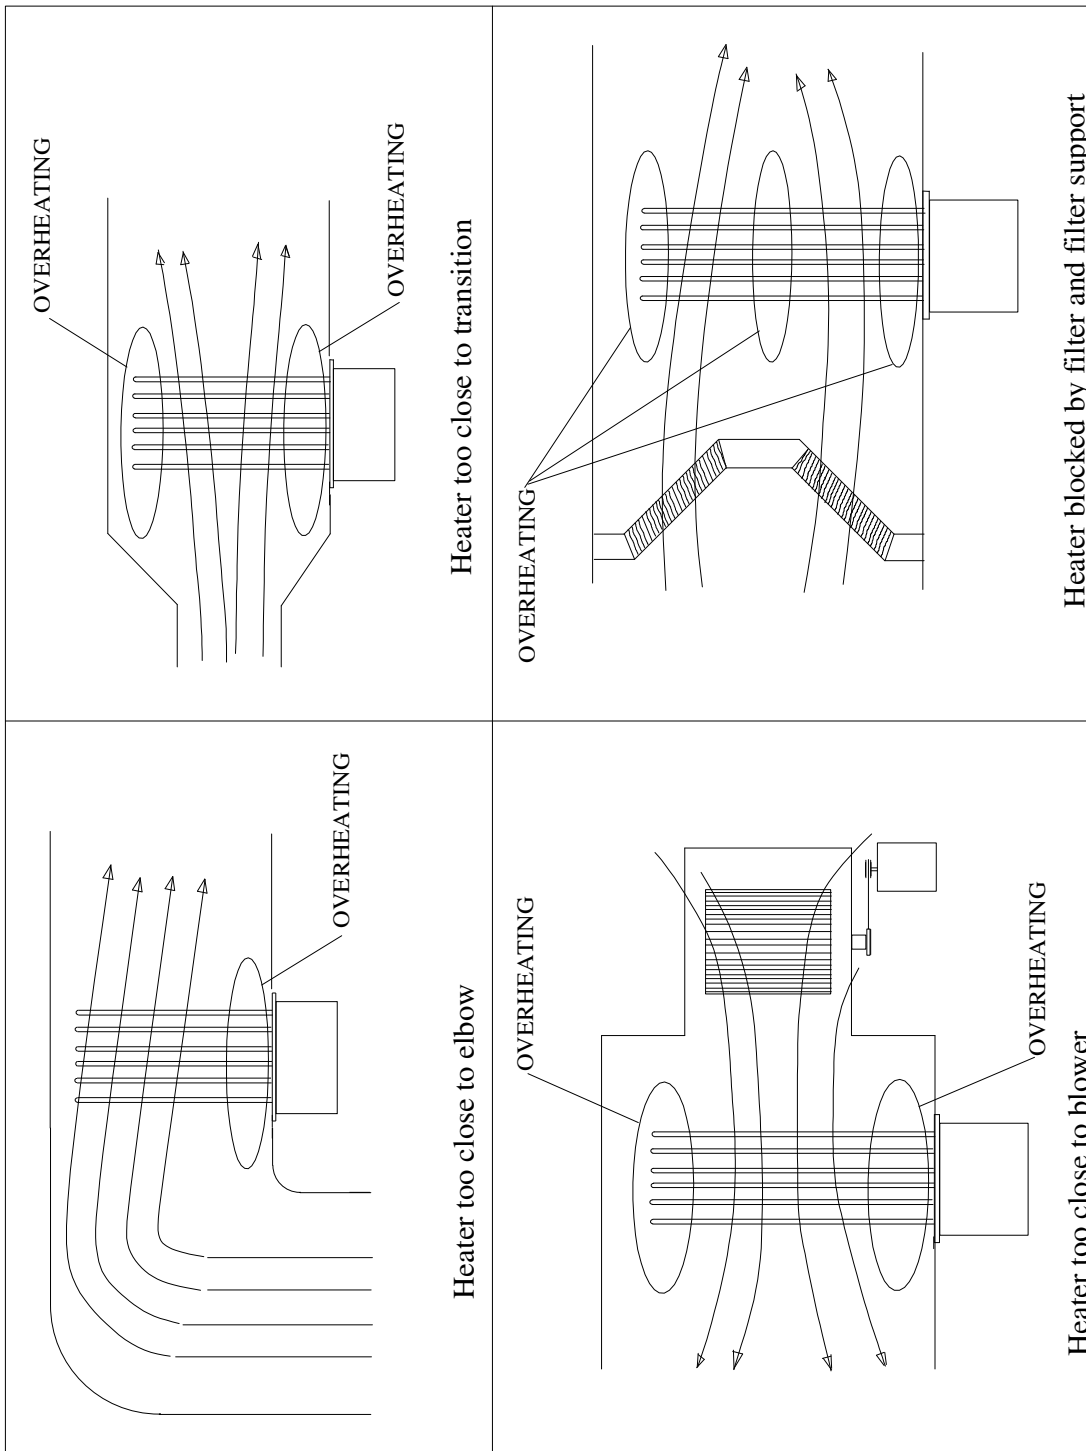 OVERHEATING
Heater too close to elbow
OVERHEATING
OVERHEATING
Heater too close to transition
OVERHEATING
OVERHEATING
Heater too close to blower
OVERHEATING
Heater blocked by filter and filter support